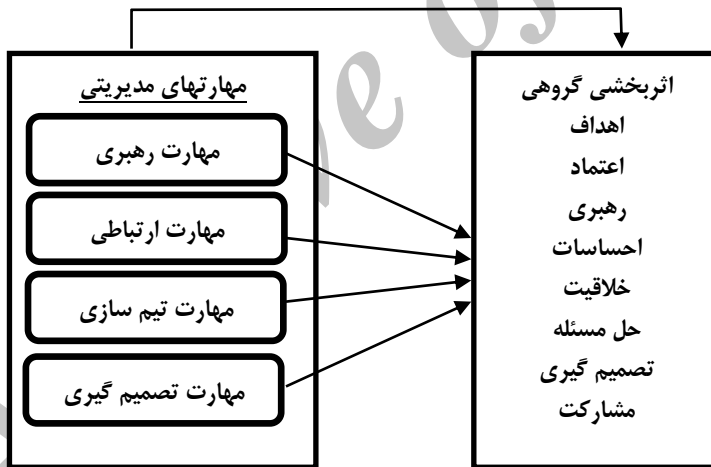 مهارتهای مدیریتی
مهارت رهبری
مهارت ارتباطی
مهارت تیم سازی
مهارت تصمیم گیری
اثربخشی گروهی
اهداف
اعتماد
رهبری
احساسات
خلاقیت
حل مسئله
تصمیم گیری
مشارکت